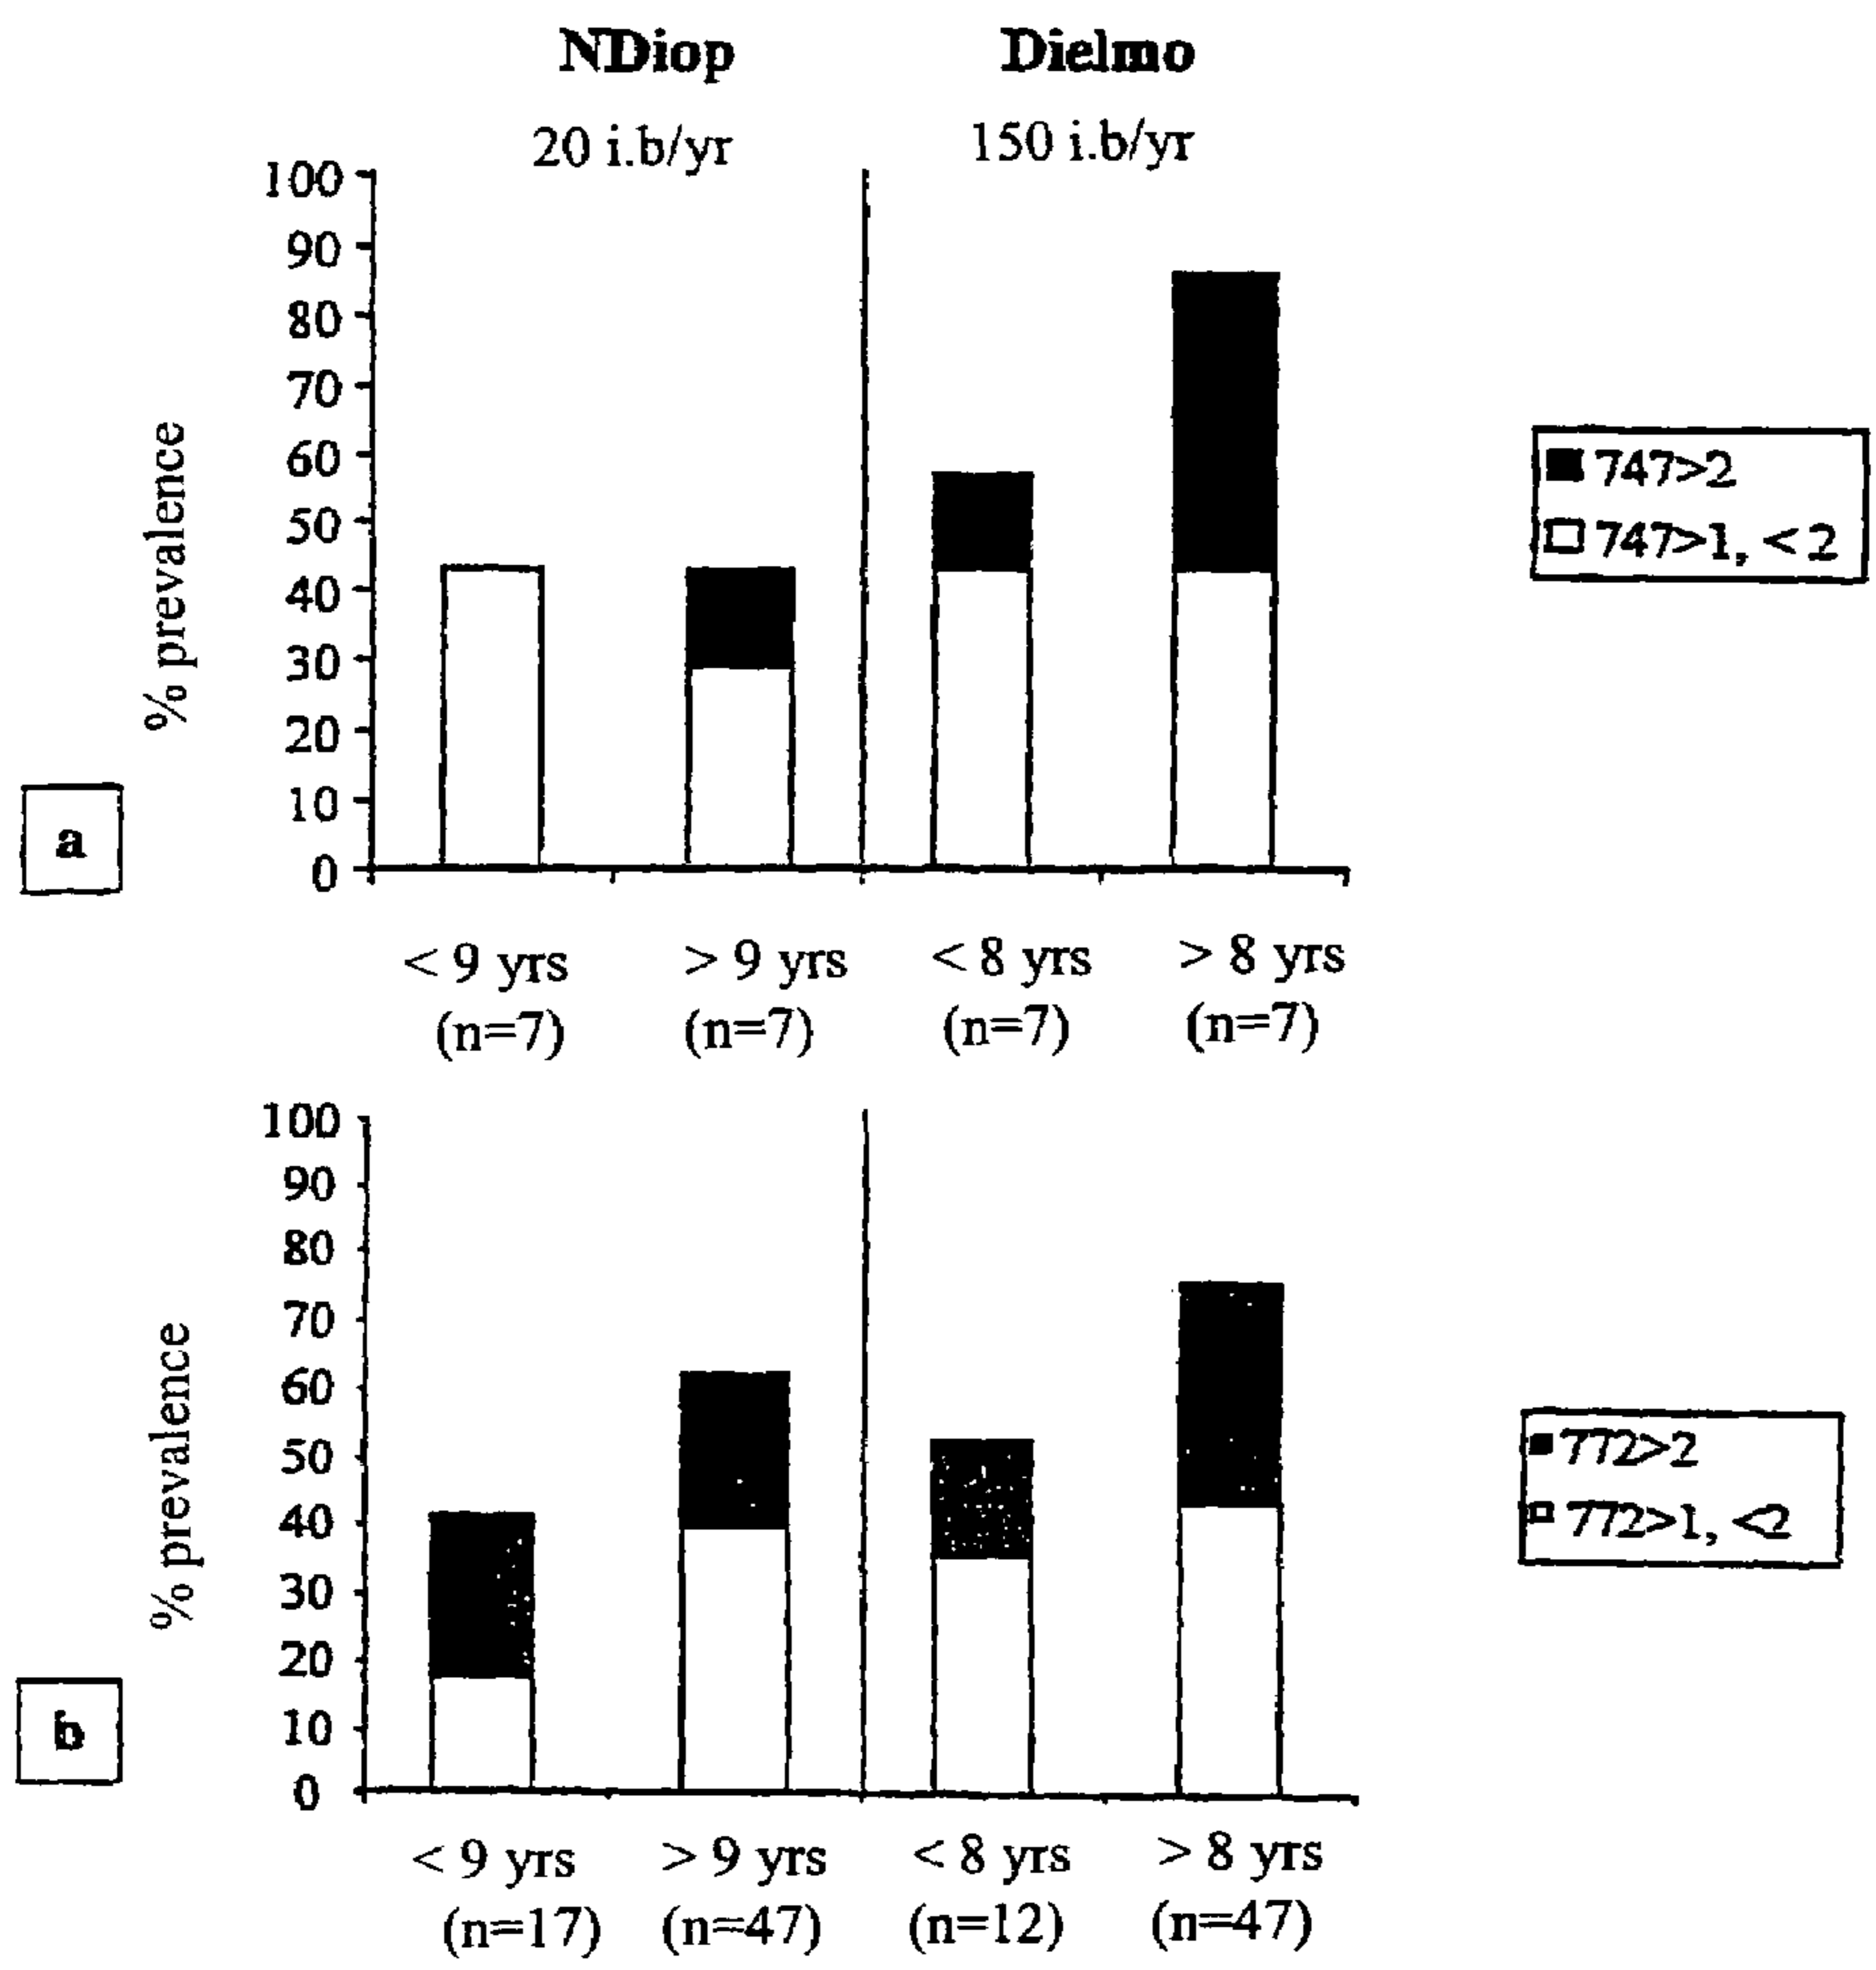 NDiop Dielmo
20 i.b/yr 150 i.b/yr
100
90
80
70
60
50
40
30
20
10
0
% prevalence
a
747>2
747>1, < 2
< 9 yrs > 9 yrs < 8 yrs > 8 yrs
(n=7) (n=7) (n=7) (n=7)
100
90
80
70
60
50
40
30
20
10
0
% prevalence
b
772>2
772>1, <2
< 9 yrs > 9 yrs < 8 yrs > 8 yrs
(n=17) (n=47) (n=12) (n=47)